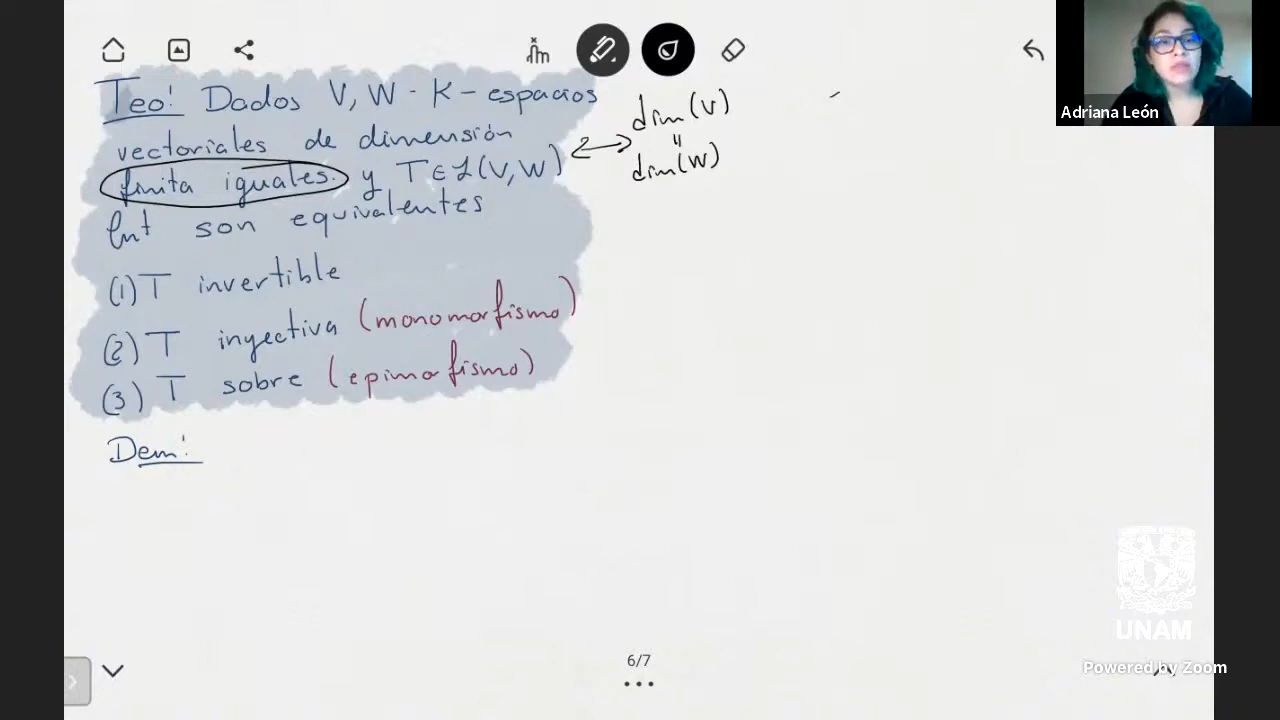 Teo: Dados V, W - K - espacios
vectoriales de dimensión
finita iguales. y T ∈ ℒ(V, W)
Ent son equivalentes
(1) T invertible
(2) T inyectiva (monomorfismo)
(3) T sobre (epimorfismo)
Dem:
dim(V)
=
dim(W)
Adriana León
UNAM
Powered by Zoom
6/7